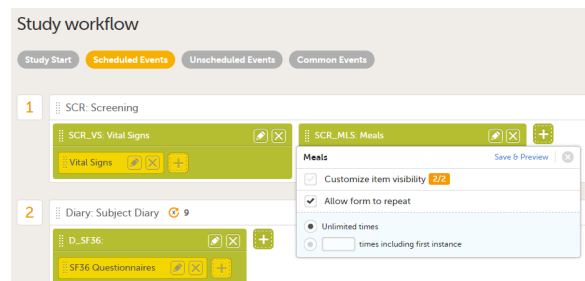 Study workflow
Study Start Scheduled Events Unscheduled Events Common Events
1 SCR: Screening
SCR_VS: Vital Signs SCR_MLS: Meals
Vital Signs
Meals Save & Preview
Customize item visibility 2/2
Allow form to repeat
Unlimited times
times including first instance
2 Diary: Subject Diary 9
D_SF36:
SF36 Questionnaires